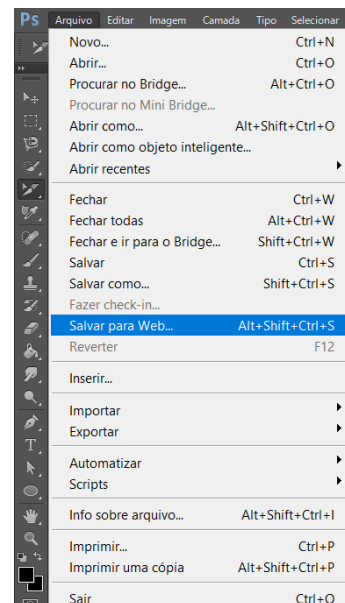 Ps Arquivo Editar Imagem Camada Tipo Selecionar
Novo... Ctrl+N
Abrir... Ctrl+O
Procurar no Bridge... Alt+Ctrl+O
Procurar no Mini Bridge...
Abrir como... Alt+Shift+Ctrl+O
Abrir como objeto inteligente...
Abrir recentes
Fechar Ctrl+W
Fechar todas Alt+Ctrl+W
Fechar e ir para o Bridge... Shift+Ctrl+W
Salvar Ctrl+S
Salvar como... Shift+Ctrl+S
Fazer check-in...
Salvar para Web... Alt+Shift+Ctrl+S
Reverter F12
Inserir...
Importar
Exportar
Automatizar
Scripts
Info sobre arquivo... Alt+Shift+Ctrl+I
Imprimir... Ctrl+P
Imprimir uma cópia Alt+Shift+Ctrl+P
Sair Ctrl+Q